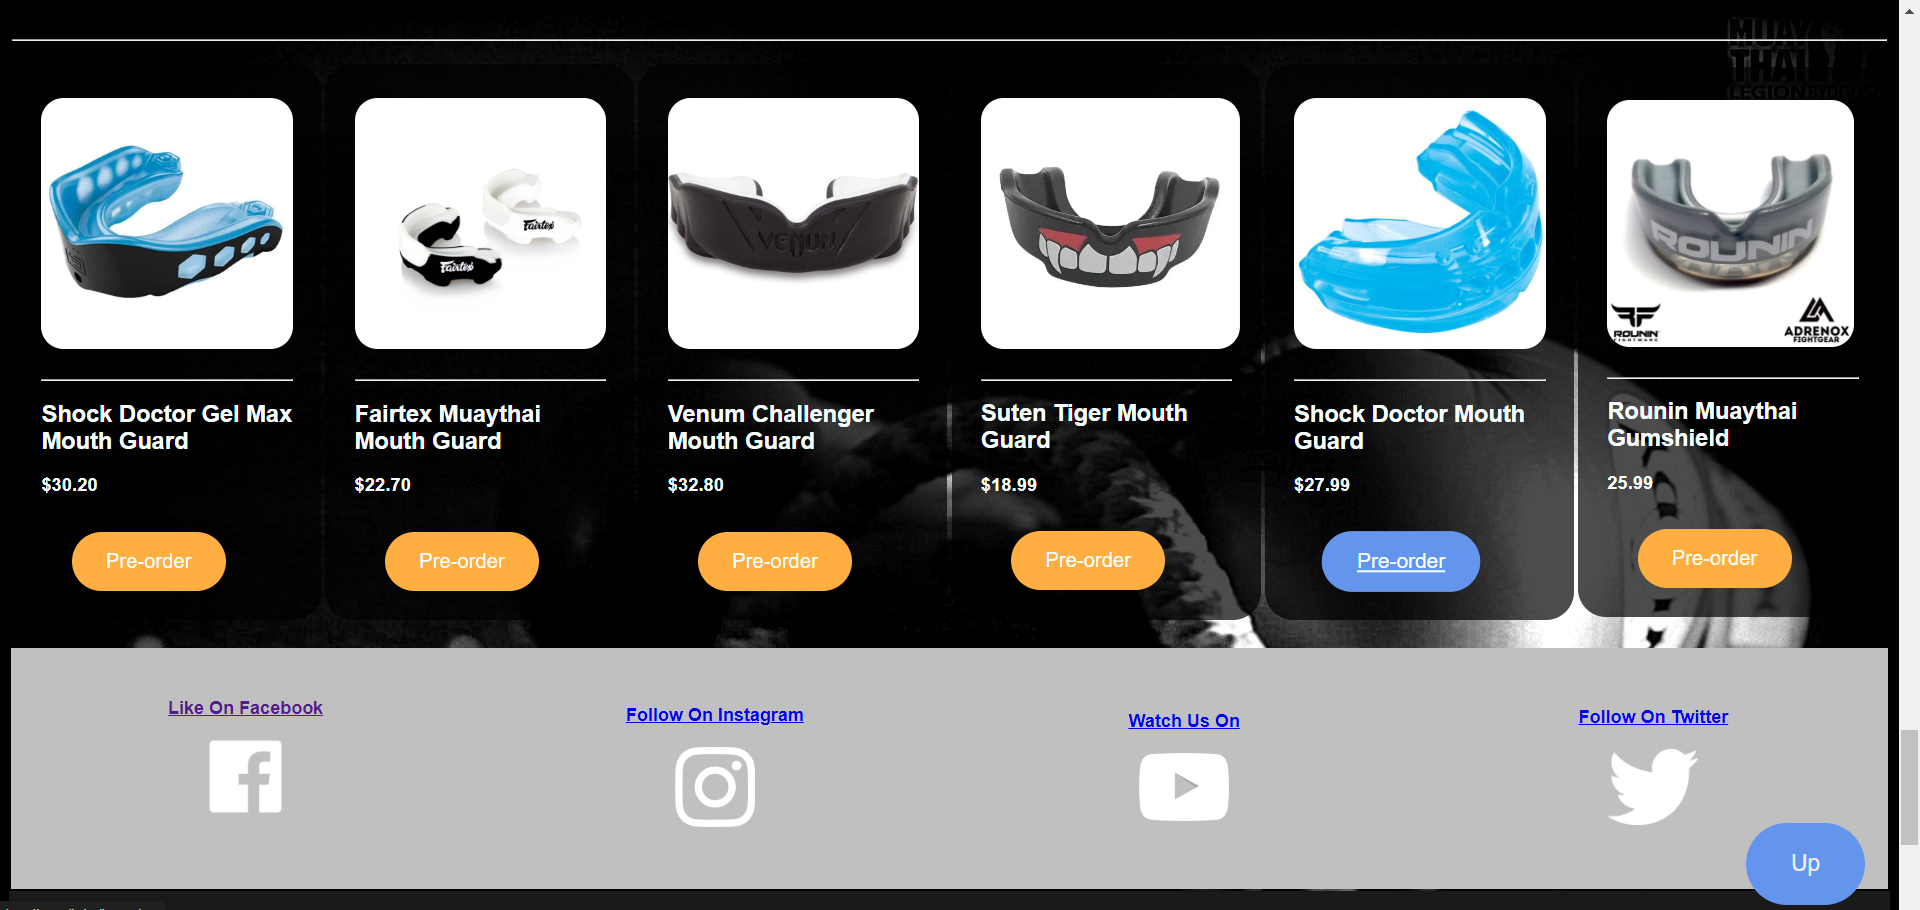 MUAY
THAI
LEGION
Fairtex
Fairtex
VENUM
ROUNIN
ROUNIN
FIGHTWARE
ADRENOX
FIGHTGEAR
Shock Doctor Gel Max
Mouth Guard
$30.20
Pre-order
Fairtex Muaythai
Mouth Guard
$22.70
Pre-order
Venum Challenger
Mouth Guard
$32.80
Pre-order
Suten Tiger Mouth
Guard
$18.99
Pre-order
Shock Doctor Mouth
Guard
$27.99
Pre-order
Rounin Muaythai
Gumshield
25.99
Pre-order
Like On Facebook
Follow On Instagram
Watch Us On
Follow On Twitter
Up